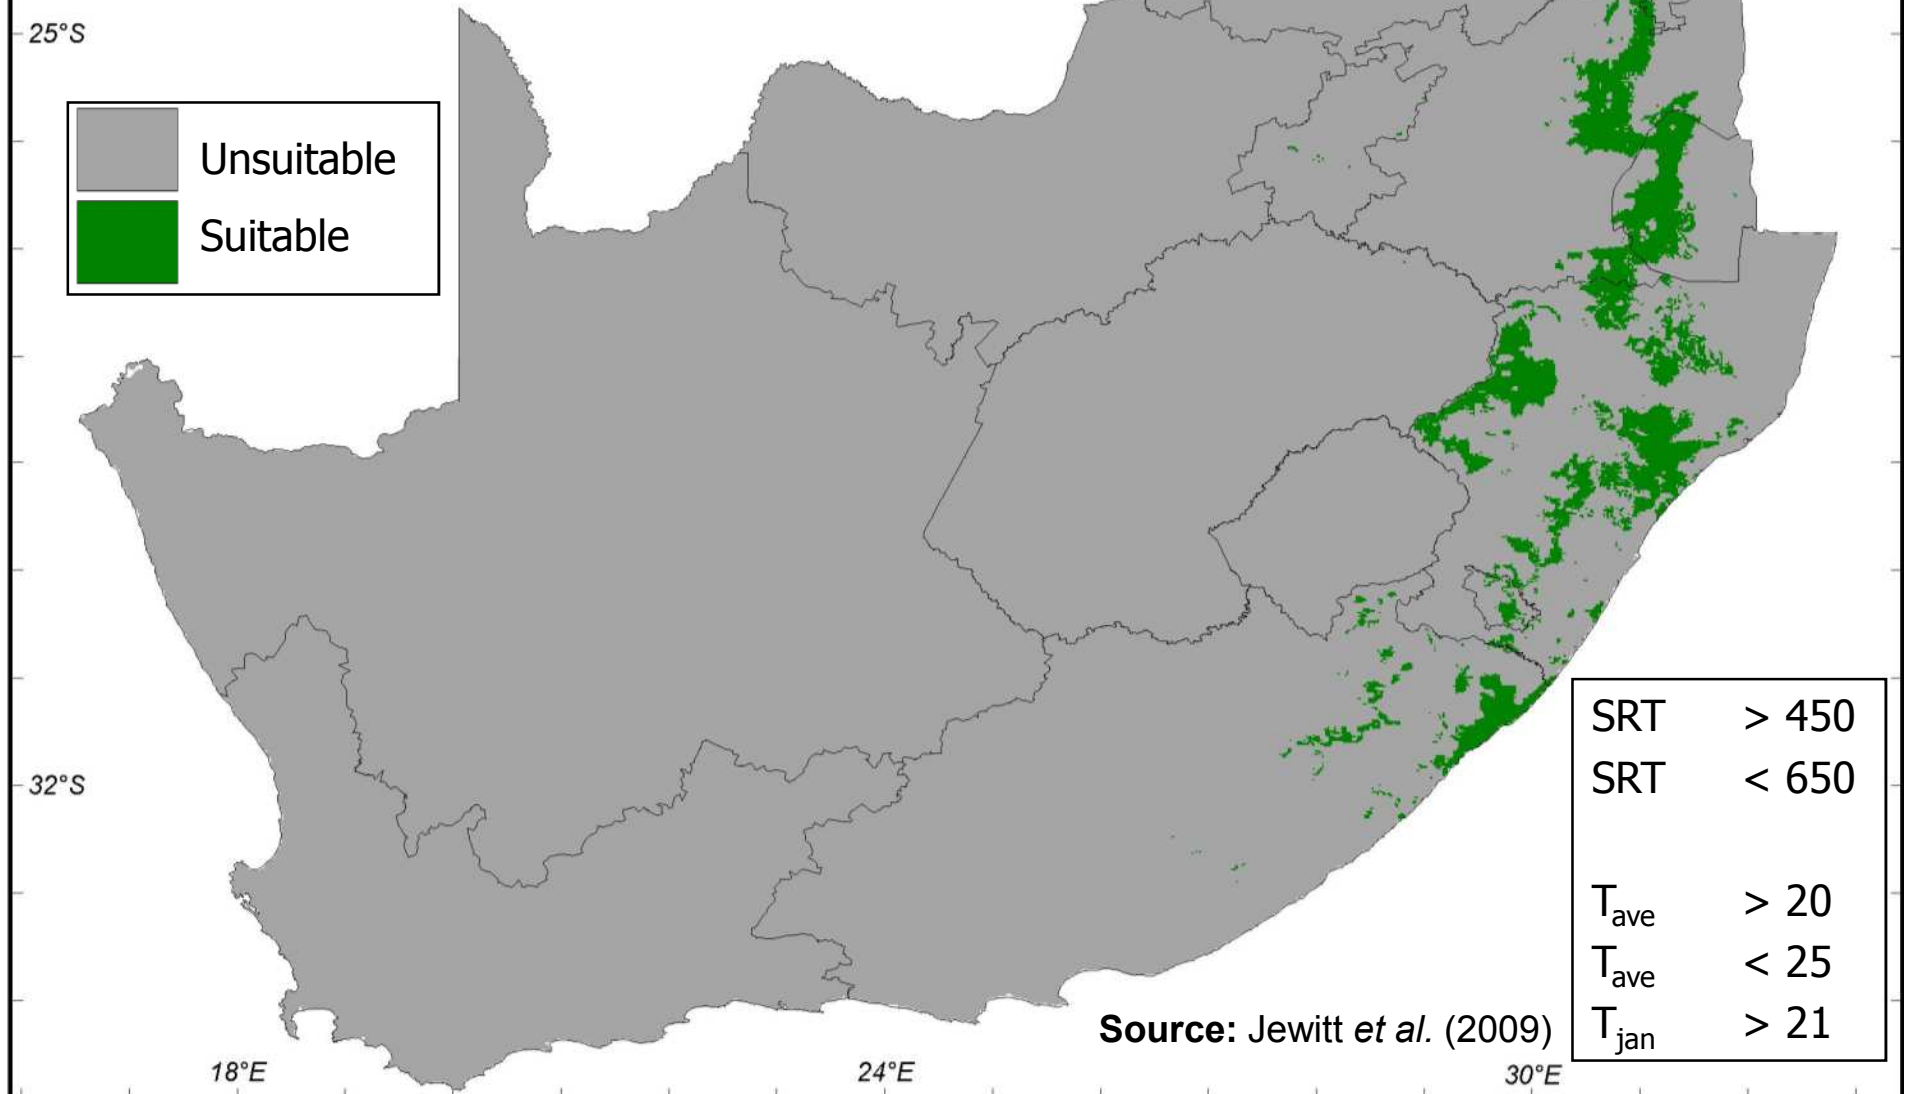 25°S
Unsuitable
Suitable
32°S
SRT > 450
SRT < 650
Tave > 20
Tave < 25
Tjan > 21
Source: Jewitt et al. (2009)
18°E 24°E 30°E